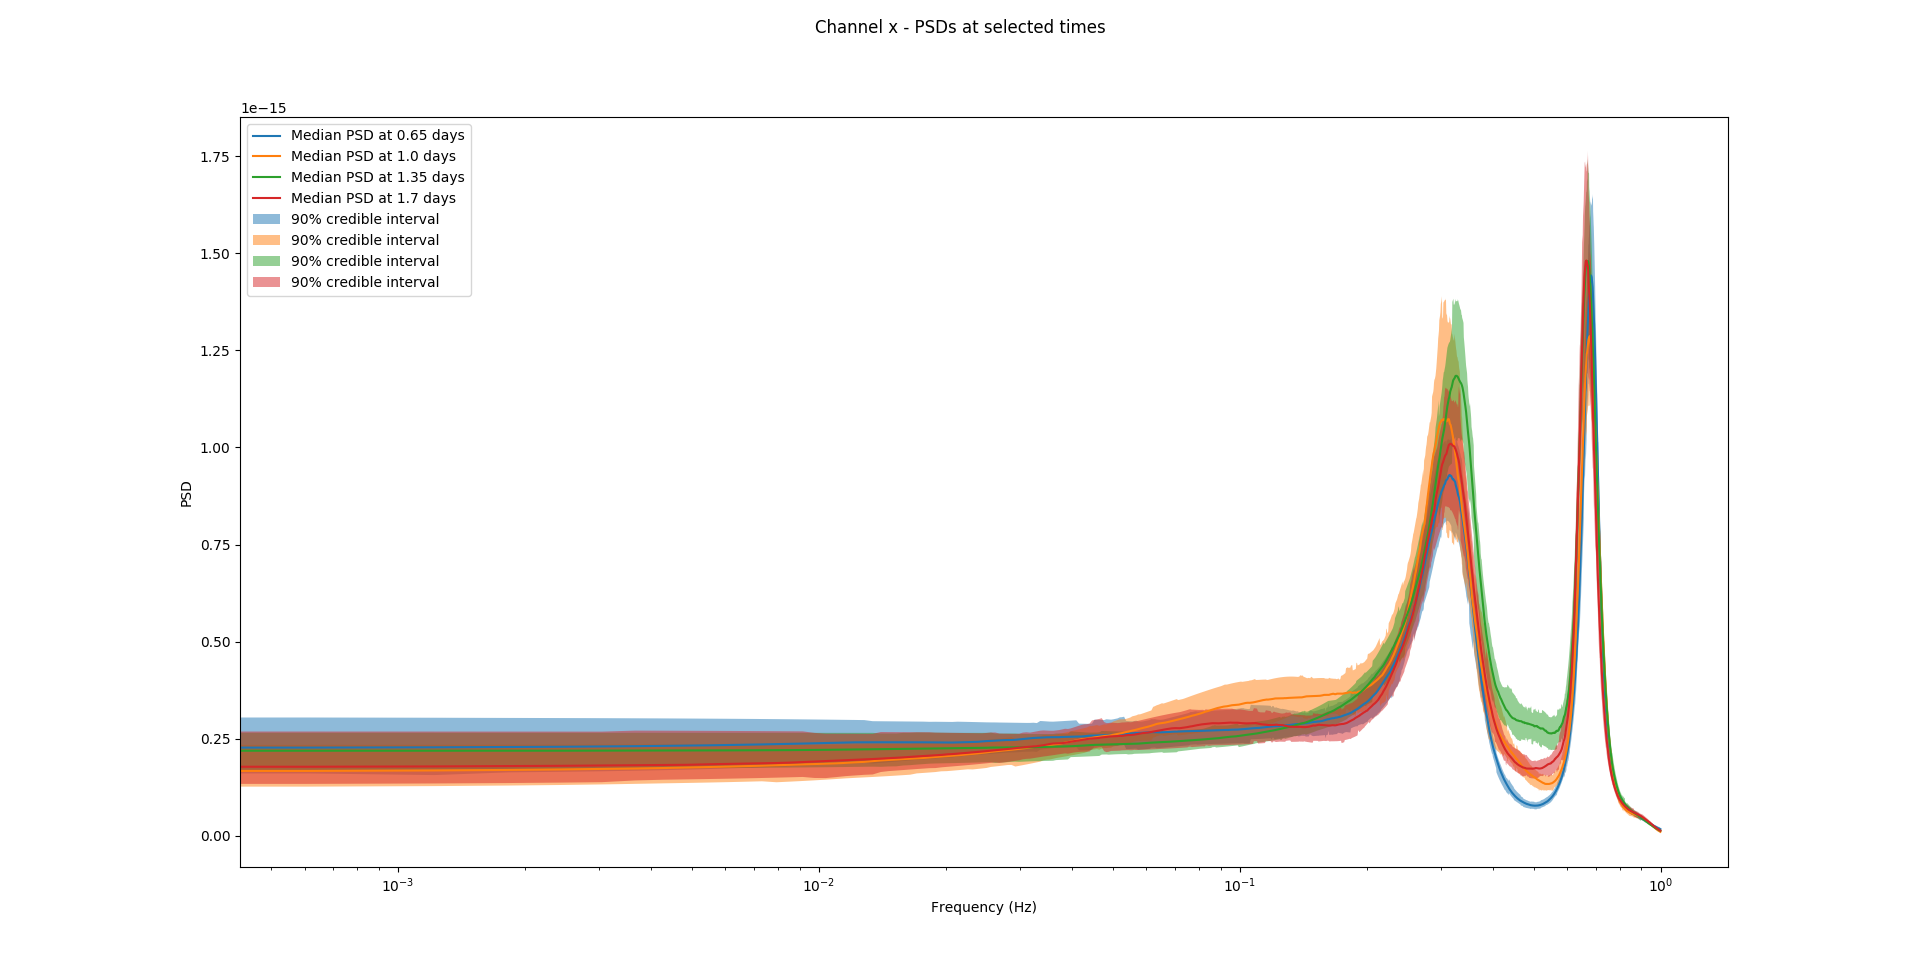 Channel x - PSDs at selected times
1e−15
Median PSD at 0.65 days
Median PSD at 1.0 days
Median PSD at 1.35 days
Median PSD at 1.7 days
90% credible interval
90% credible interval
90% credible interval
90% credible interval
1.75
1.50
1.25
1.00
0.75
0.50
0.25
0.00
PSD
10⁻³
10⁻²
10⁻¹
10⁰
Frequency (Hz)